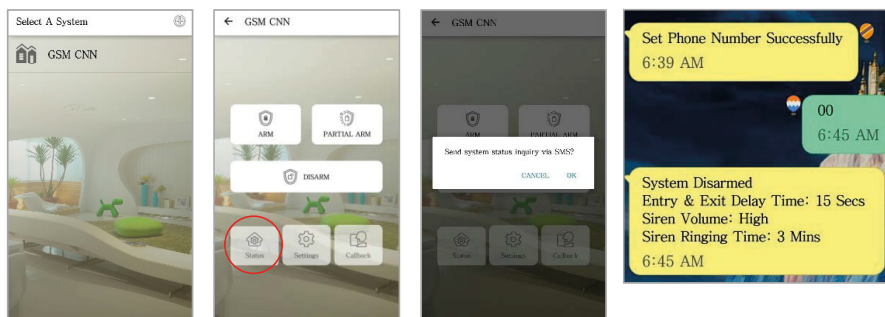 Select A System
GSM CNN
← GSM CNN
ARM
PARTIAL ARM
DISARM
Status
Settings
Callback
← GSM CNN
ARM
PARTIAL ARM
Send system status inquiry via SMS?
CANCEL OK
Status
Settings
Callback
Set Phone Number Successfully
6:39 AM
00
6:45 AM
System Disarmed
Entry & Exit Delay Time: 15 Secs
Siren Volume: High
Siren Ringing Time: 3 Mins
6:45 AM